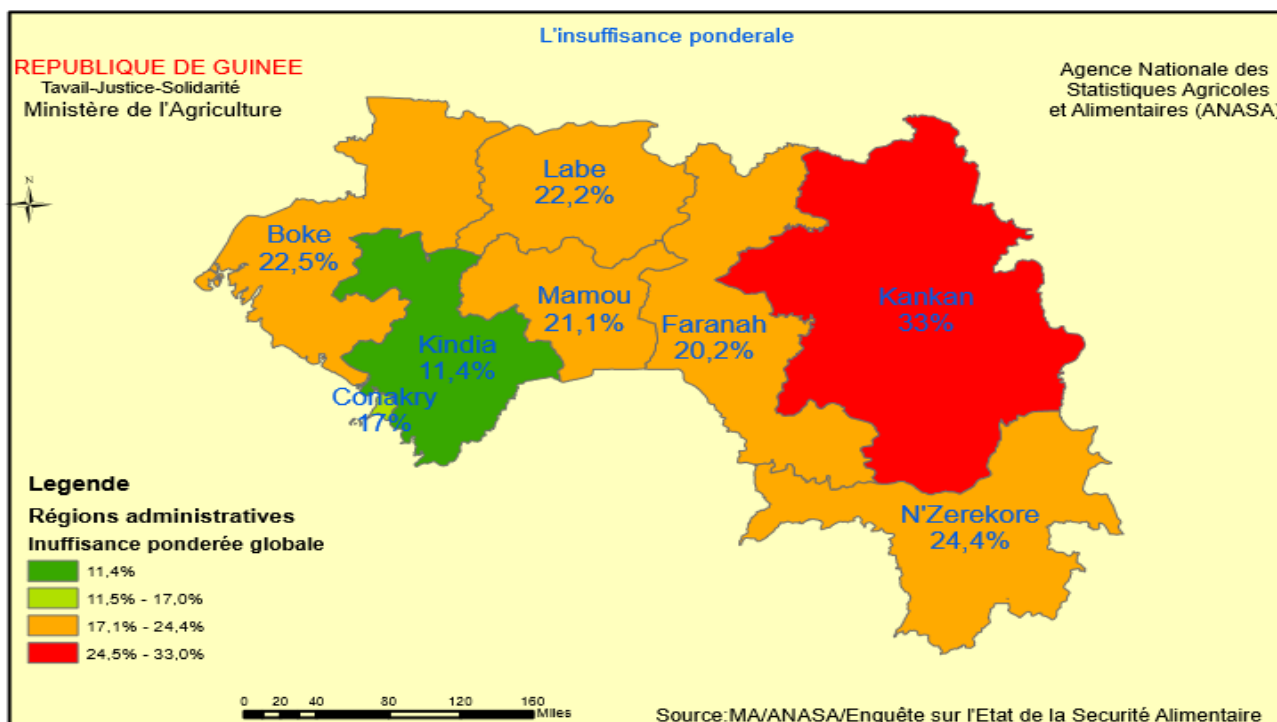 L'insuffisance ponderale
REPUBLIQUE DE GUINEE
Tavail-Justice-Solidarité
Ministère de l'Agriculture
Agence Nationale des
Statistiques Agricoles
et Alimentaires (ANASA)
N
Labe
22,2%
Boke
22,5%
Mamou
21,1%
Faranah
20,2%
Kankan
33%
Kindia
11,4%
Conakry
17%
N'Zerekore
24,4%
Legende
Régions administratives
Inuffisance ponderée globale
11,4%
11,5% - 17,0%
17,1% - 24,4%
24,5% - 33,0%
0 20 40 80 120 160
Miles
Source:MA/ANASA/Enquête sur l'Etat de la Securité Alimentaire